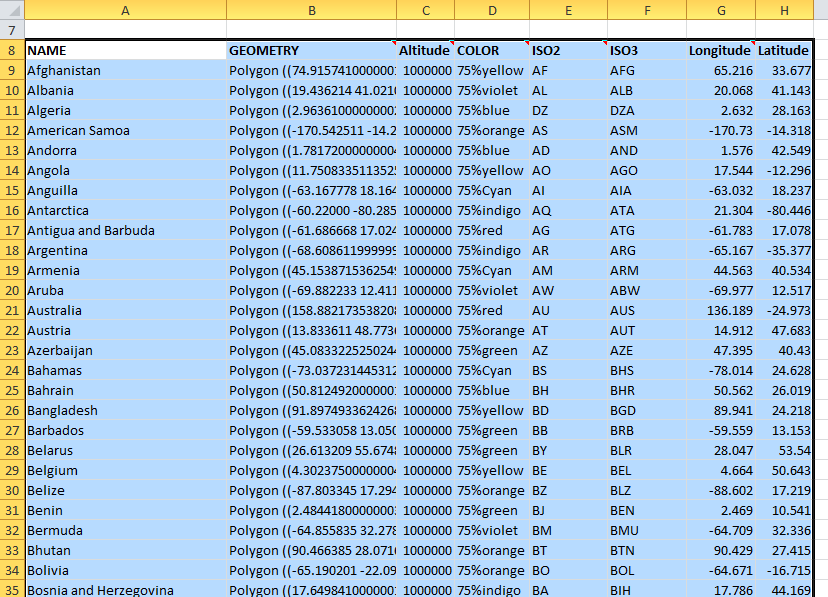 A B C D E F G H
7
8 NAME GEOMETRY Altitude COLOR ISO2 ISO3 Longitude Latitude
9 Afghanistan Polygon ((74.915741000000 1000000 75%yellow AF AFG 65.216 33.677
10 Albania Polygon ((19.436214 41.021 1000000 75%violet AL ALB 20.068 41.143
11 Algeria Polygon ((2.963610000000 1000000 75%blue DZ DZA 2.632 28.163
12 American Samoa Polygon ((-170.542511 -14.2 1000000 75%orange AS ASM -170.73 -14.318
13 Andorra Polygon ((1.781720000000 1000000 75%blue AD AND 1.576 42.549
14 Angola Polygon ((11.750833511352 1000000 75%yellow AO AGO 17.544 -12.296
15 Anguilla Polygon ((-63.167778 18.164 1000000 75%Cyan AI AIA -63.032 18.237
16 Antarctica Polygon ((-60.22000 -80.285 1000000 75%indigo AQ ATA 21.304 -80.446
17 Antigua and Barbuda Polygon ((-61.686668 17.024 1000000 75%red AG ATG -61.783 17.078
18 Argentina Polygon ((-68.608611999999 1000000 75%indigo AR ARG -65.167 -35.377
19 Armenia Polygon ((45.153871536254 1000000 75%Cyan AM ARM 44.563 40.534
20 Aruba Polygon ((-69.882233 12.411 1000000 75%violet AW ABW -69.977 12.517
21 Australia Polygon ((158.88217353820 1000000 75%red AU AUS 136.189 -24.973
22 Austria Polygon ((13.833611 48.773 1000000 75%orange AT AUT 14.912 47.683
23 Azerbaijan Polygon ((45.083322525024 1000000 75%green AZ AZE 47.395 40.43
24 Bahamas Polygon ((-73.037231445312 1000000 75%Cyan BS BHS -78.014 24.628
25 Bahrain Polygon ((50.812492000000 1000000 75%blue BH BHR 50.562 26.019
26 Bangladesh Polygon ((91.897493362426 1000000 75%yellow BD BGD 89.941 24.218
27 Barbados Polygon ((-59.533058 13.050 1000000 75%green BB BRB -59.559 13.153
28 Belarus Polygon ((26.613209 55.674 1000000 75%green BY BLR 28.047 53.54
29 Belgium Polygon ((4.302375000000 1000000 75%yellow BE BEL 4.664 50.643
30 Belize Polygon ((-87.803345 17.294 1000000 75%orange BZ BLZ -88.602 17.219
31 Benin Polygon ((2.484418000000 1000000 75%green BJ BEN 2.469 10.541
32 Bermuda Polygon ((-64.855835 32.278 1000000 75%violet BM BMU -64.709 32.336
33 Bhutan Polygon ((90.466385 28.071 1000000 75%orange BT BTN 90.429 27.415
34 Bolivia Polygon ((-65.190201 -22.09 1000000 75%orange BO BOL -64.671 -16.715
35 Bosnia and Herzegovina Polygon ((17.649841000000 1000000 75%indigo BA BIH 17.786 44.169